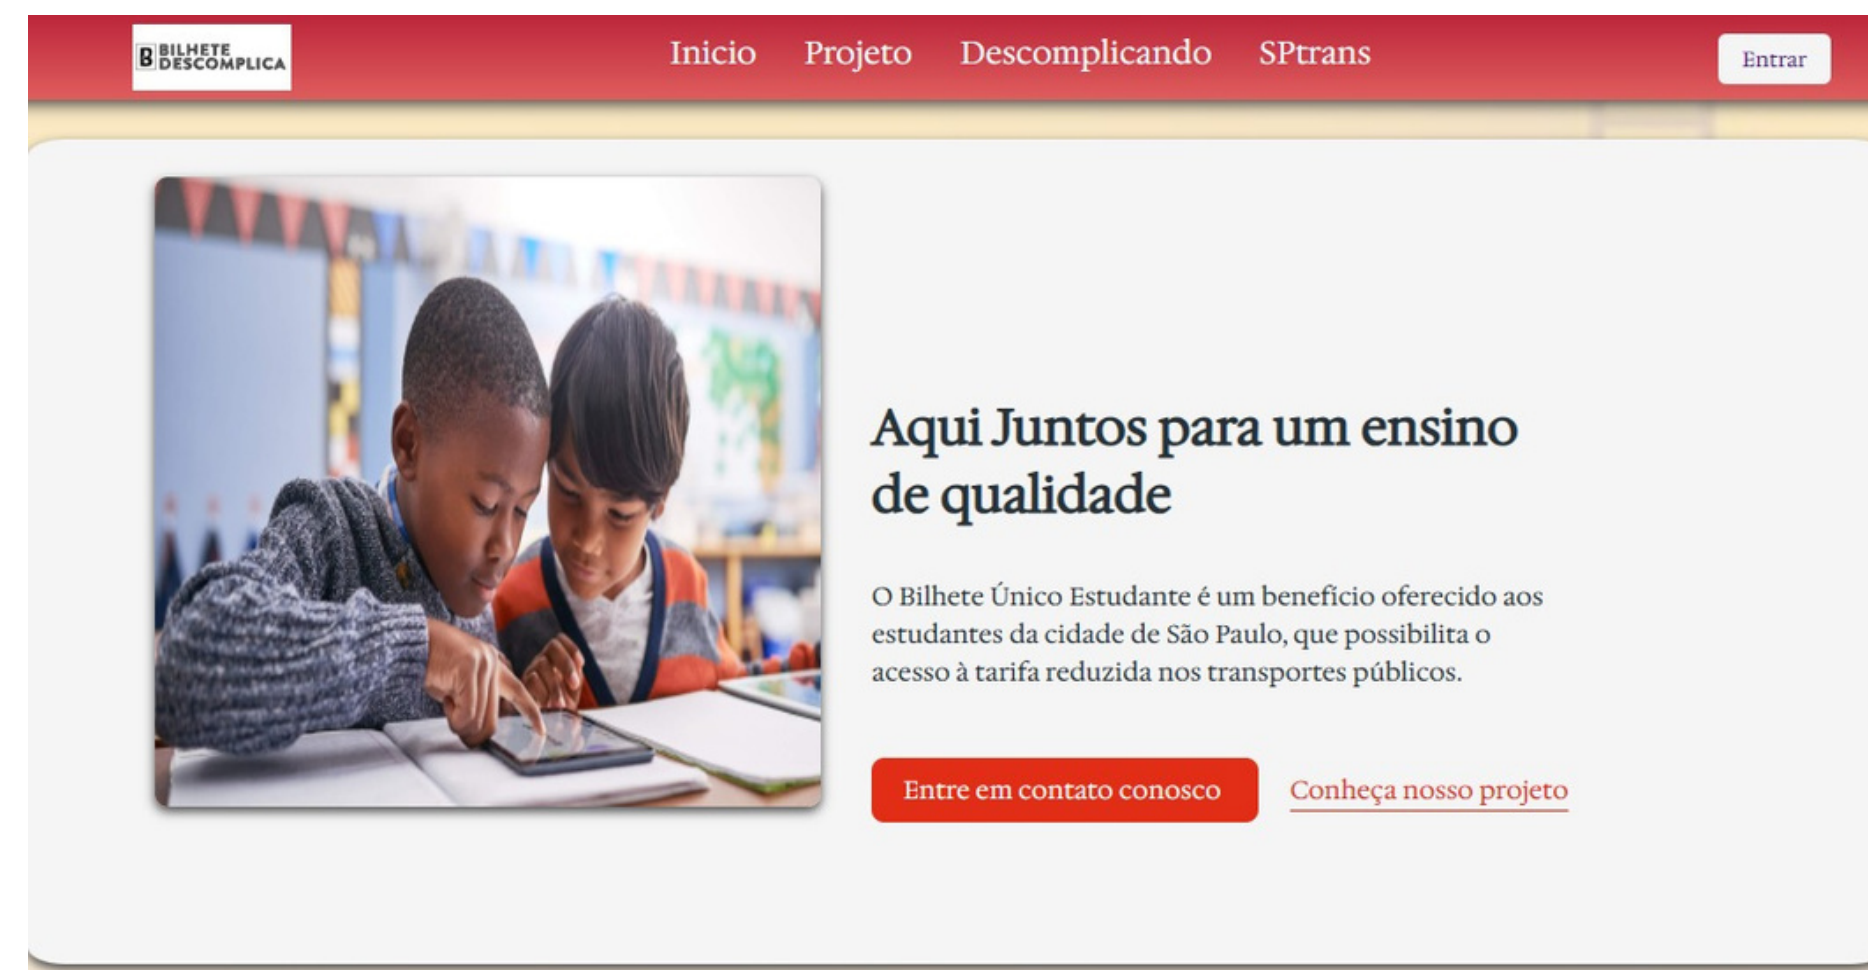 B BILHETE
DESCOMPLICA
Inicio Projeto Descomplicando SPtrans
Entrar
Aqui Juntos para um ensino
de qualidade
O Bilhete Único Estudante é um benefício oferecido aos
estudantes da cidade de São Paulo, que possibilita o
acesso à tarifa reduzida nos transportes públicos.
Entre em contato conosco
Conheça nosso projeto